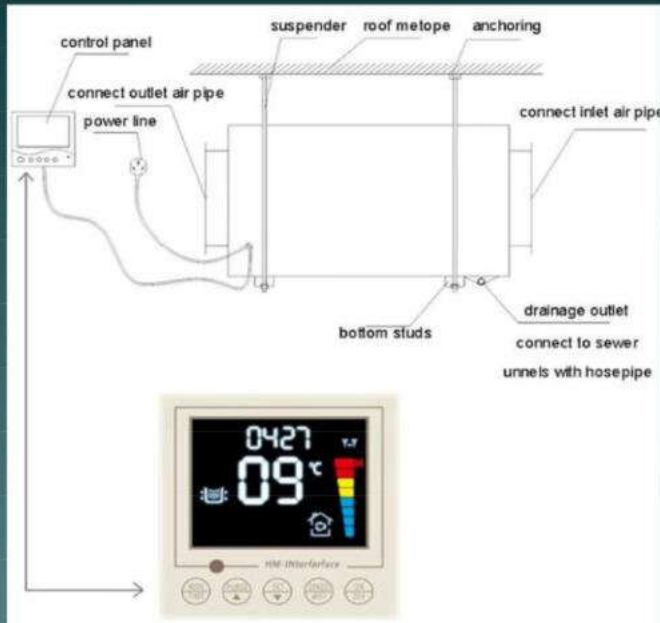 suspender
roof metope
anchoring
control panel
connect outlet air pipe
power line
connect inlet air pipe
bottom studs
drainage outlet
connect to sewer
unnels with hosepipe
0427
09 ℃
HM-INterferface